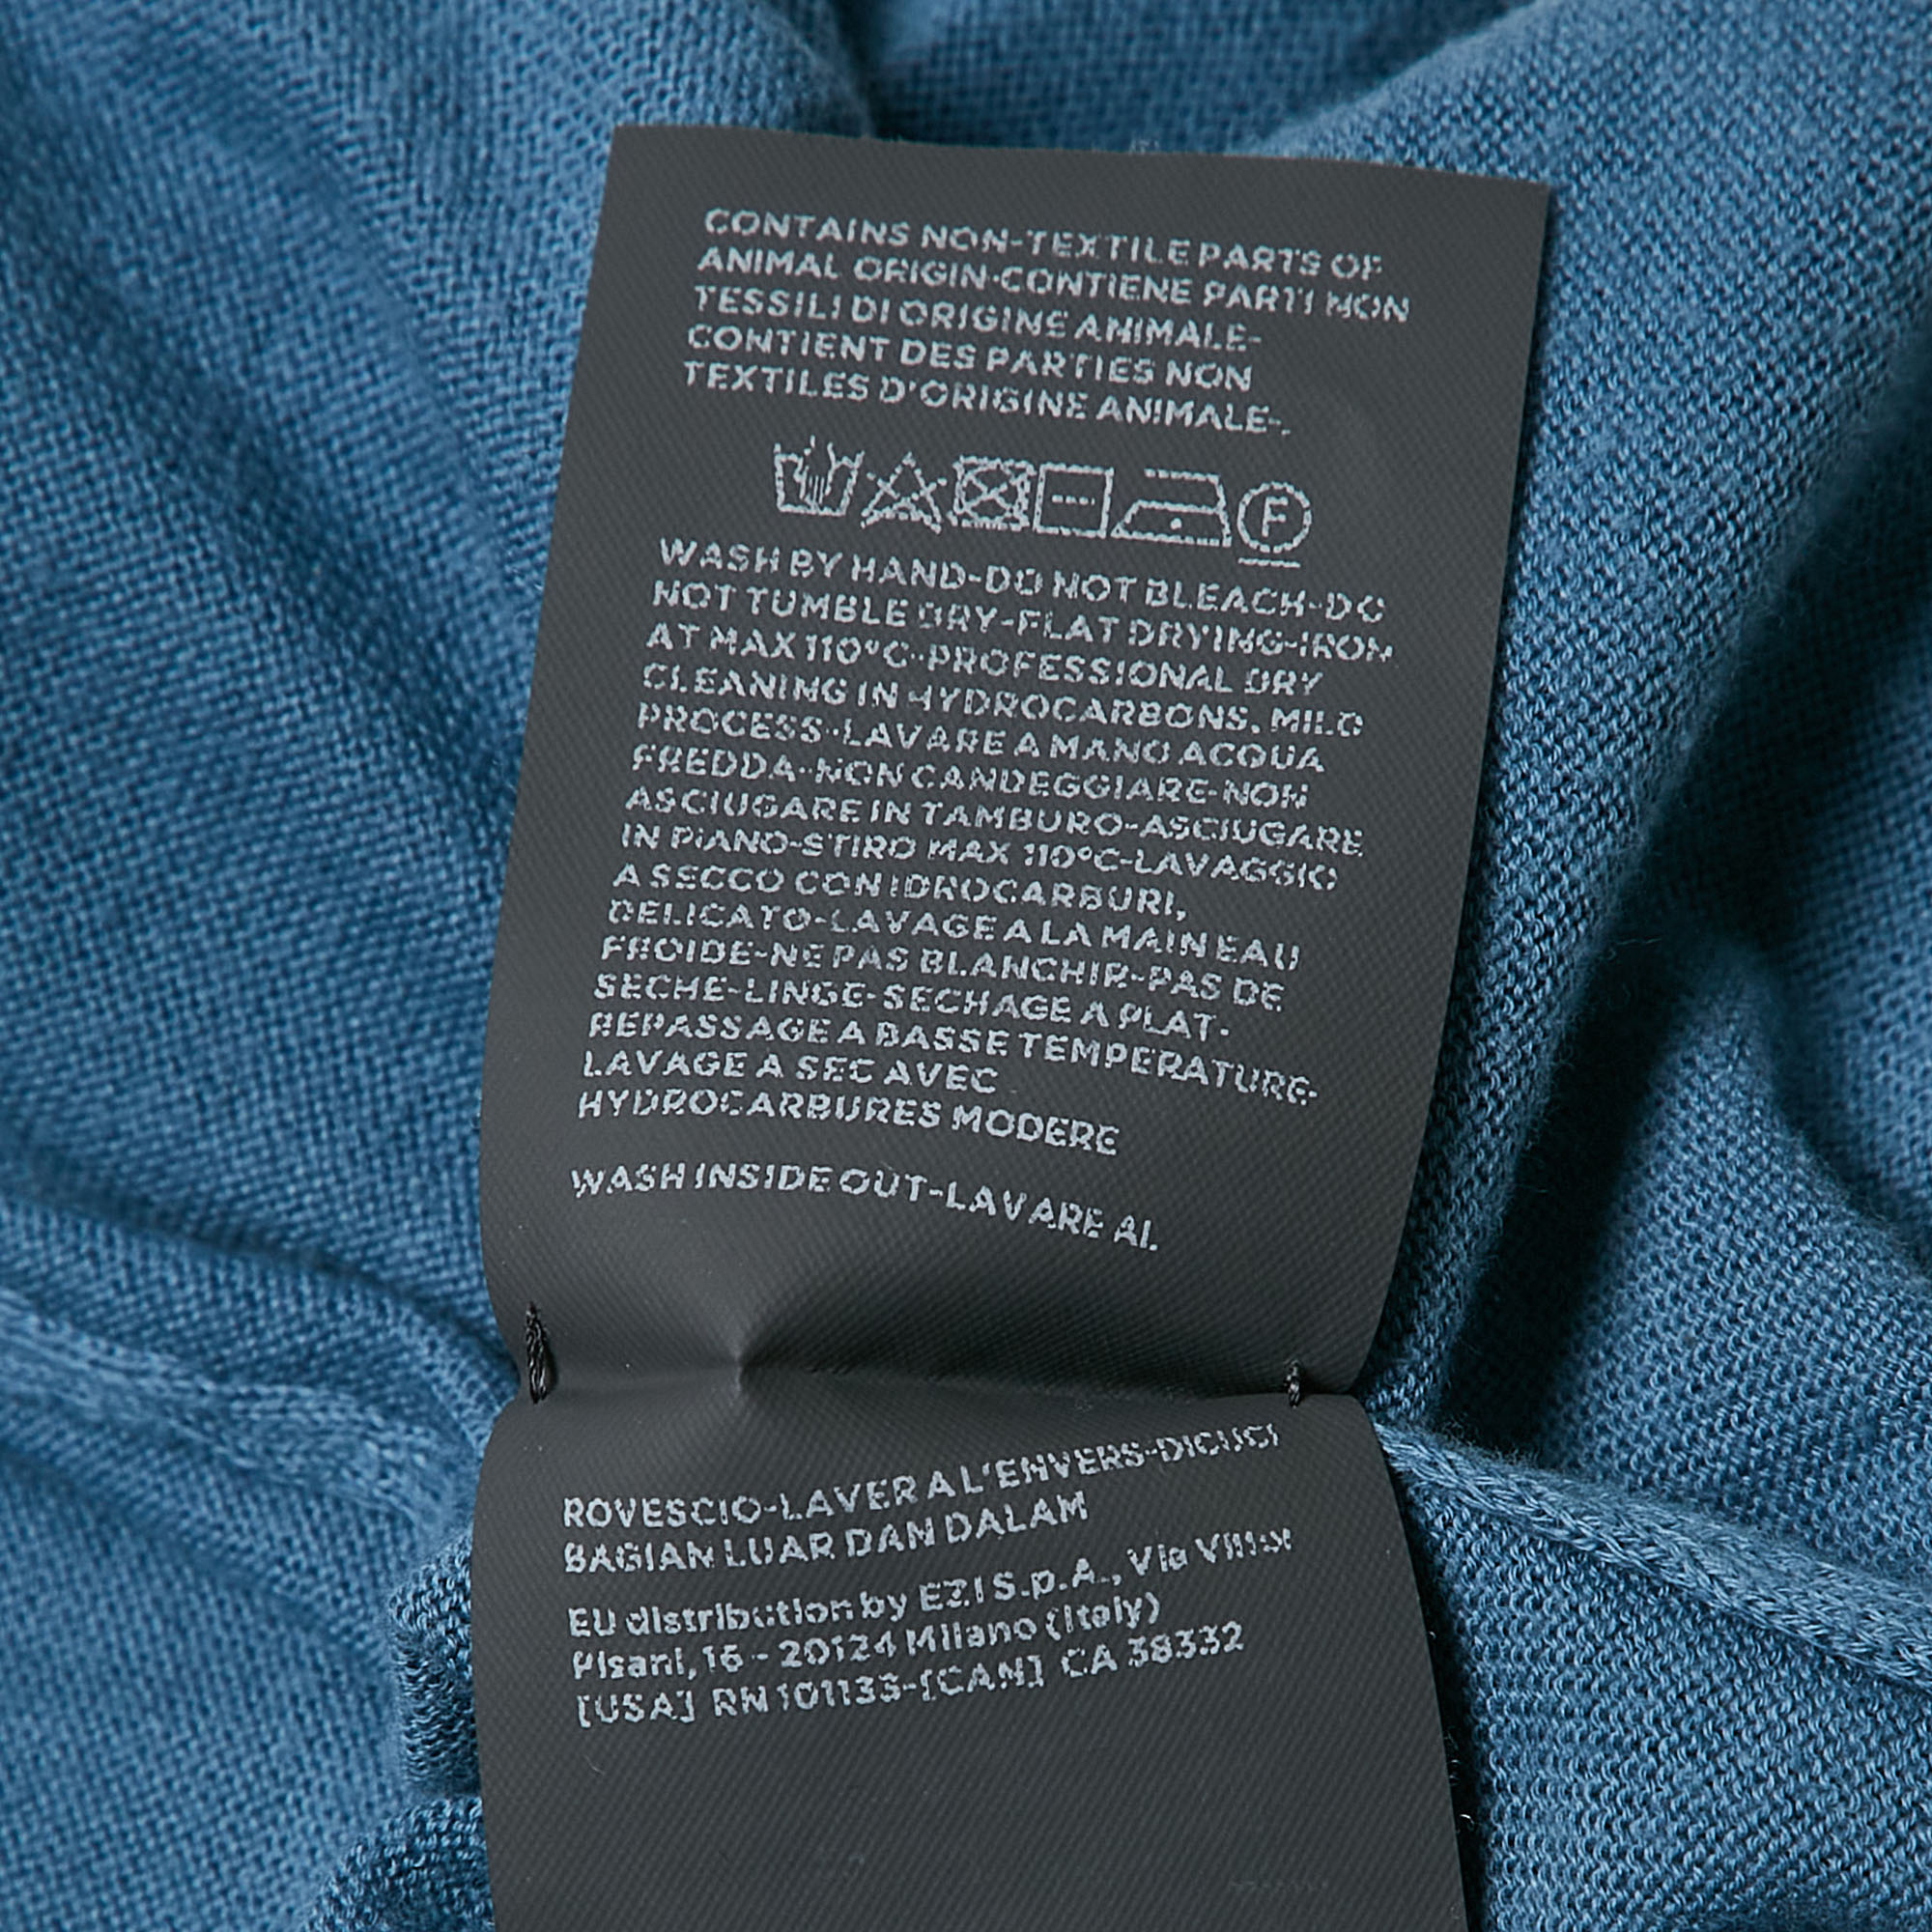 CONTAINS NON-TEXTILE PARTS OF
ANIMAL ORIGIN-CONTIENE PARTI NON
TESSILI DI ORIGINE ANIMALE-
CONTIENT DES PARTIES NON
TEXTILES D'ORIGINE ANIMALE-.
F
WASH BY HAND-DO NOT BLEACH-DO
NOT TUMBLE DRY-FLAT DRYING-IRON
AT MAX 110°C-PROFESSIONAL DRY
CLEANING IN HYDROCARBONS, MILD
PROCESS-LAVARE A MANO ACQUA
FREDDA-NON CANDEGGIARE-NON
ASCIUGARE IN TAMBURO-ASCIUGARE
IN PIANO-STIRO MAX 110°C-LAVAGGIO
A SECCO CON IDROCARBURI,
DELICATO-LAVAGE A LA MAIN EAU
FROIDE-NE PAS BLANCHIR-PAS DE
SECHE-LINGE-SECHAGE A PLAT-
REPASSAGE A BASSE TEMPERATURE-
LAVAGE A SEC AVEC
HYDROCARBURES MODERE
WASH INSIDE OUT-LAVARE AL
ROVESCIO-LAVER A L'ENVERS-DICUCI
BAGIAN LUAR DAN DALAM
EU distribution by EZI S.p.A., Via
Pisani, 16 - 20124 Milano (Italy)
[USA] RN 101133-[CAN] CA 38332